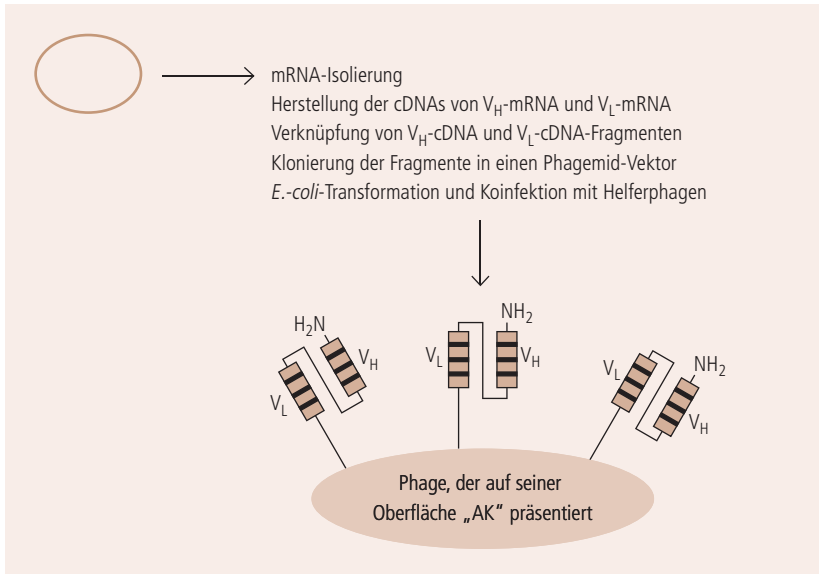 mRNA-Isolierung
Herstellung der cDNAs von VH-mRNA und VL-mRNA
Verknüpfung von VH-cDNA und VL-cDNA-Fragmenten
Klonierung der Fragmente in einen Phagemid-Vektor
E.-coli-Transformation und Koinfektion mit Helferphagen
H2N
VH
VL
NH2
VL
VH
VL
NH2
VH
Phage, der auf seiner
Oberfläche „AK“ präsentiert